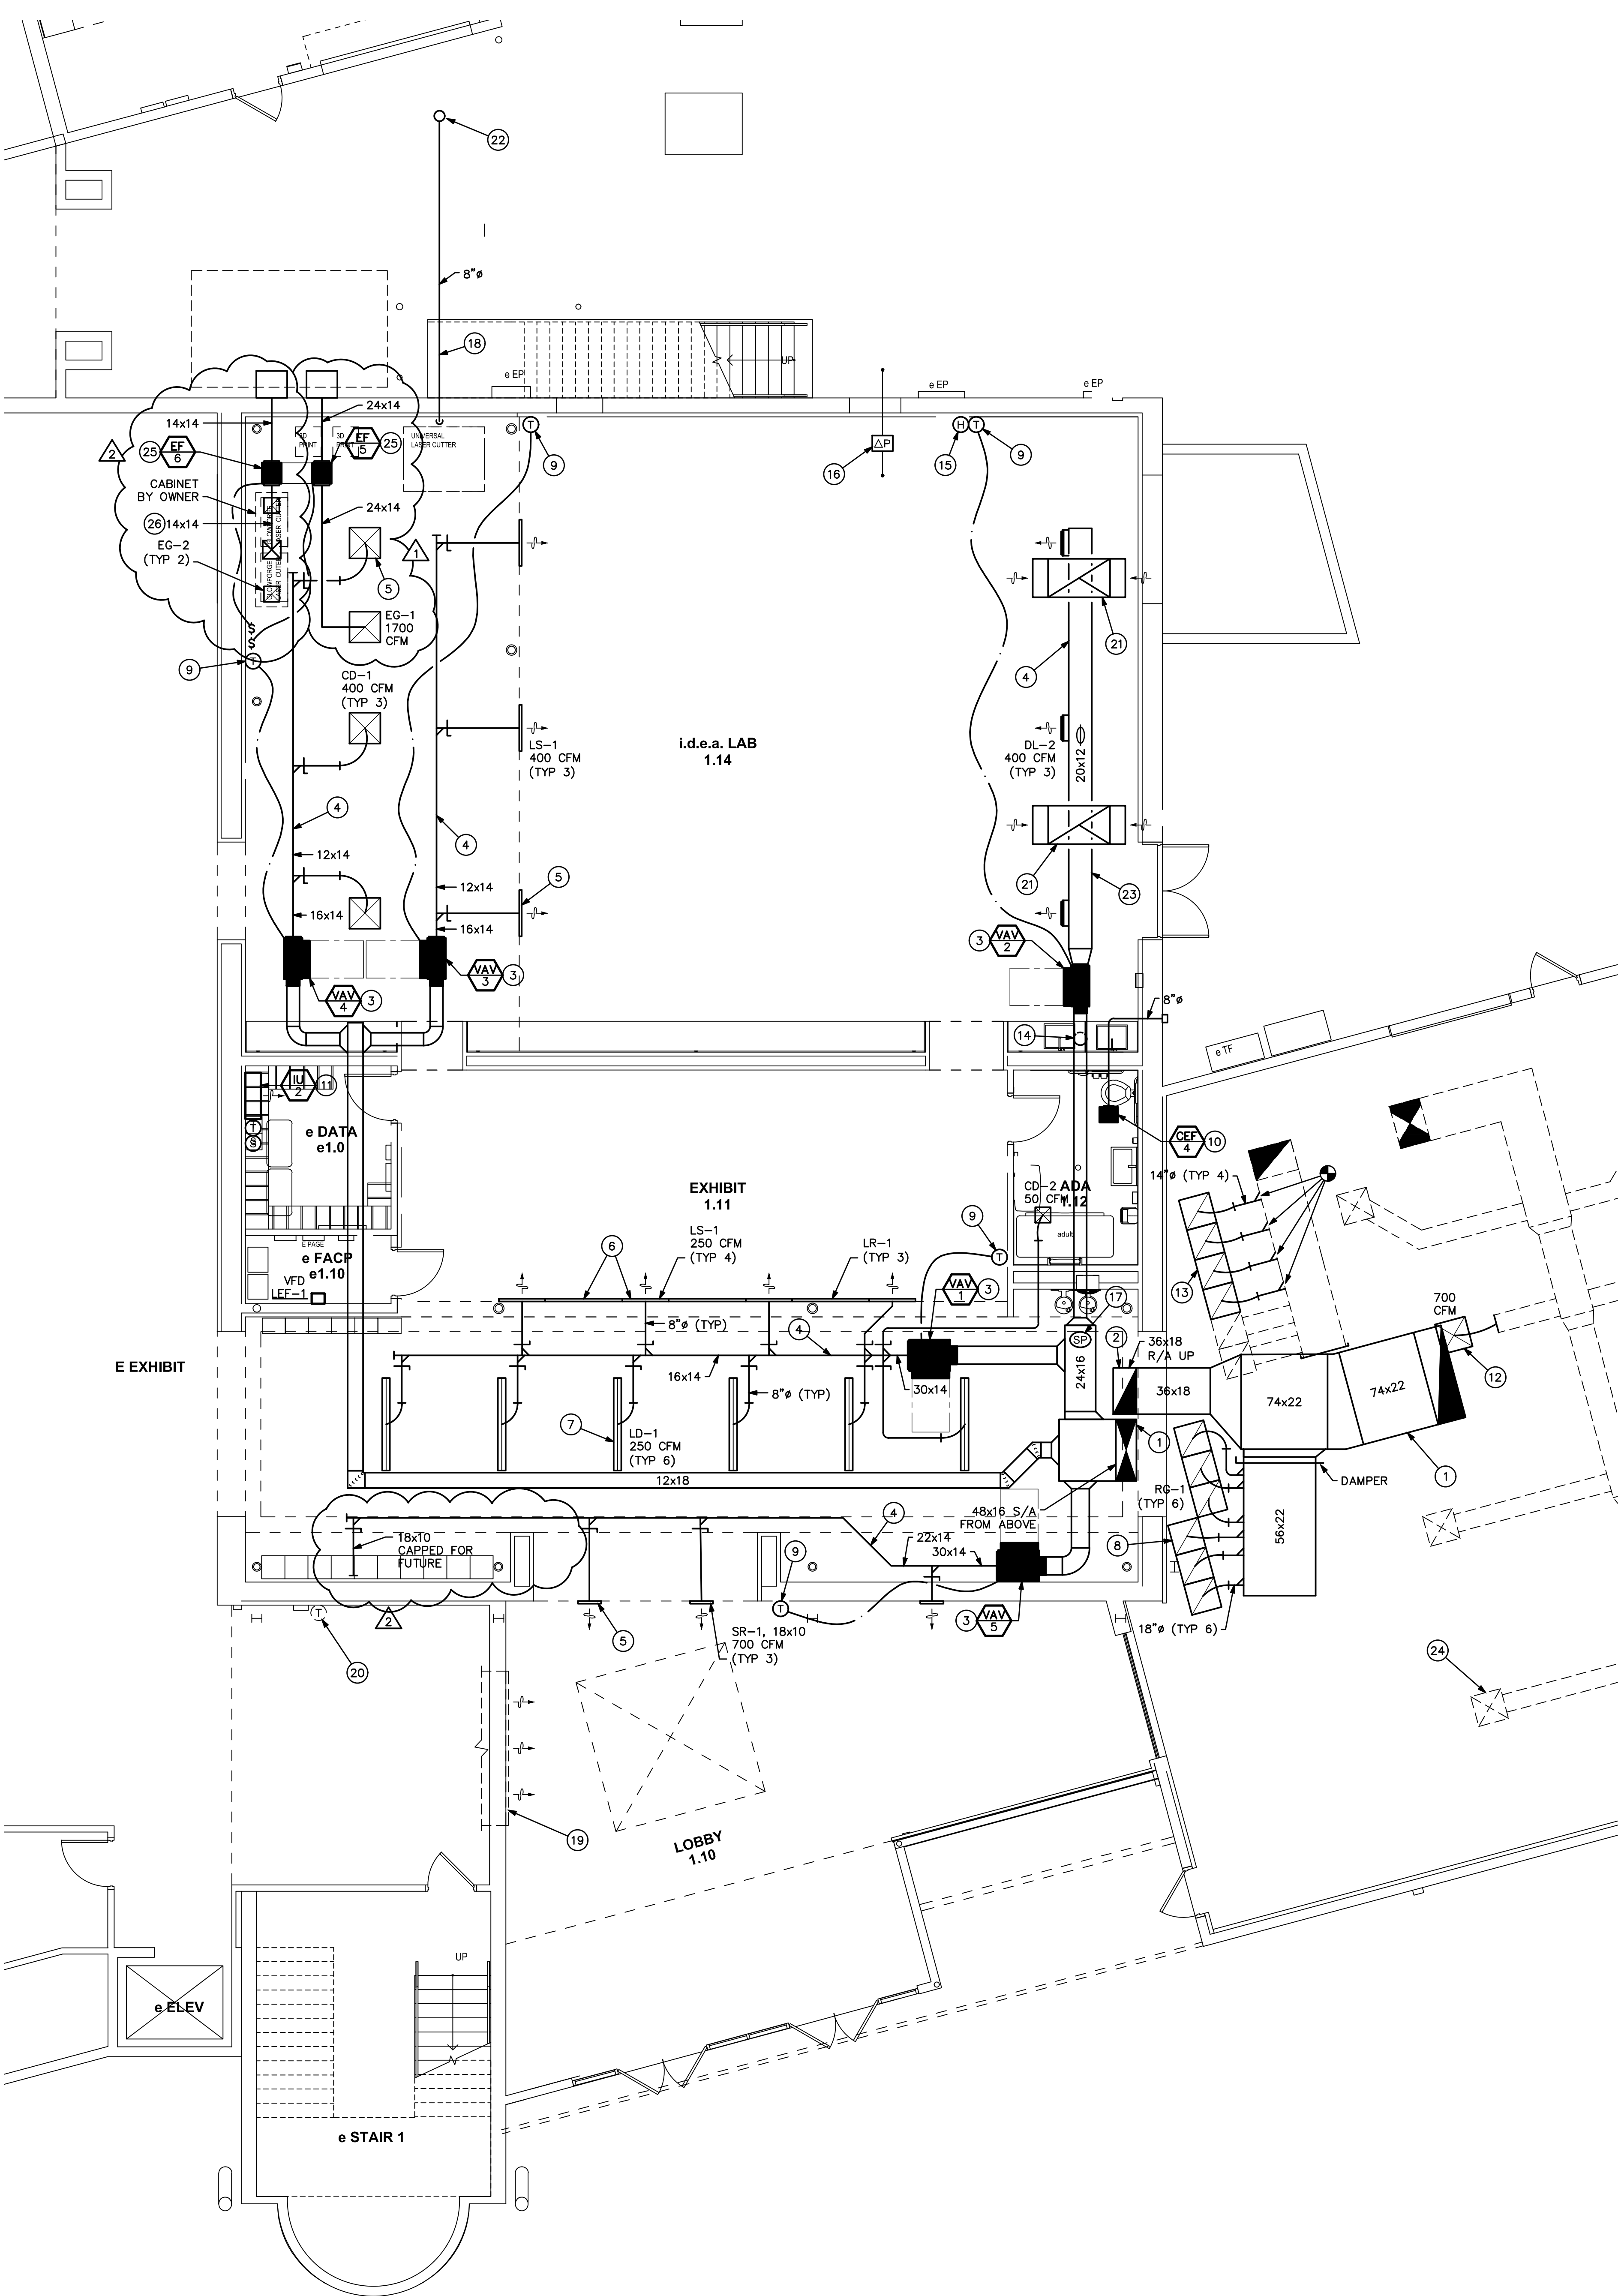 22
8"ø
18
UP
e EP
e EP
e EP
24x14
14x14
3D
PRINT
3D
UNIVERSAL
LASER CUTTER
2
25
EF
6
EF
5
25
T
9
△P
16
H
T
15
9
CABINET
BY OWNER
24x14
26
14x14
EG-2
(TYP 2)
1
5
EG-1
1700
CFM
21
$
$
9
T
4
CD-1
400 CFM
(TYP 3)
LS-1
400 CFM
(TYP 3)
i.d.e.a. LAB
1.14
DL-2
400 CFM
(TYP 3)
20x12
4
4
12x14
12x14
5
21
23
16x14
16x14
3
VAV
2
VAV
3
3
VAV
4
3
8"ø
14
e TF
IU
2
11
T
S
e DATA
e1.0
CEF
4
10
14"ø (TYP 4)
EXHIBIT
1.11
CD-2
50 CFM
ADA
1.12
adult
9
T
E PAGE
e FACP
e1.10
VFD
LEF-1
6
LS-1
250 CFM
(TYP 4)
LR-1
(TYP 3)
VAV
1
3
13
700
CFM
8"ø (TYP)
4
SP
17
2
36x18
R/A UP
E EXHIBIT
16x14
30x14
24x16
36x18
74x22
74x22
12
8"ø (TYP)
7
LD-1
250 CFM
(TYP 6)
1
1
12x18
DAMPER
RG-1
(TYP 6)
48x16 S/A
FROM ABOVE
4
18x10
CAPPED FOR
FUTURE
22x14
30x14
56x22
8
9
T
T
2
5
3
VAV
5
18"ø (TYP 6)
SR-1, 18x10
700 CFM
(TYP 3)
20
24
19
LOBBY
1.10
UP
e ELEV
e STAIR 1